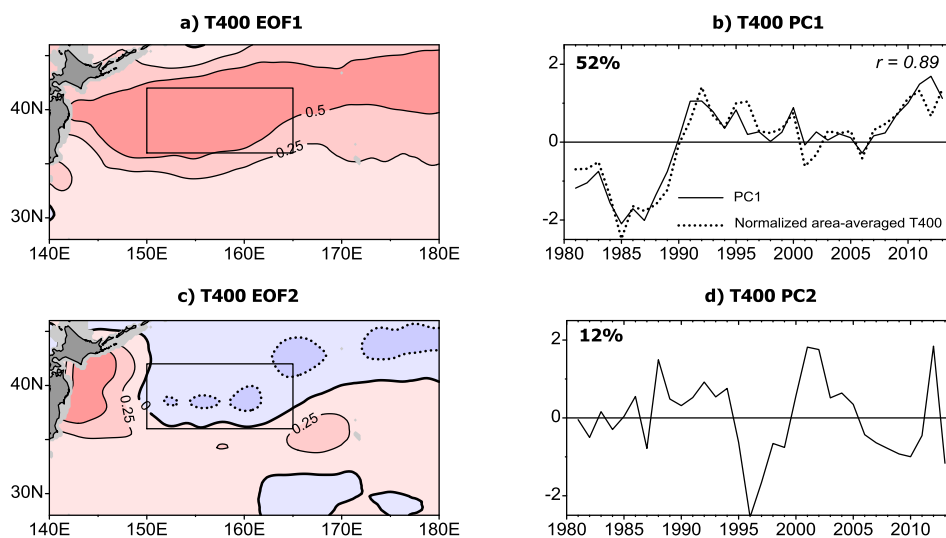 a) T400 EOF1
b) T400 PC1
40N
30N
0.5
0.25
140E
150E
160E
170E
180E
2
0
-2
52%
r = 0.89
PC1
Normalized area-averaged T400
1980
1985
1990
1995
2000
2005
2010
c) T400 EOF2
d) T400 PC2
40N
30N
0.25
0
0.25
140E
150E
160E
170E
180E
2
0
-2
12%
1980
1985
1990
1995
2000
2005
2010